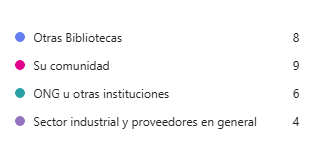 Otras Bibliotecas 8
Su comunidad 9
ONG u otras instituciones 6
Sector industrial y proveedores en general 4